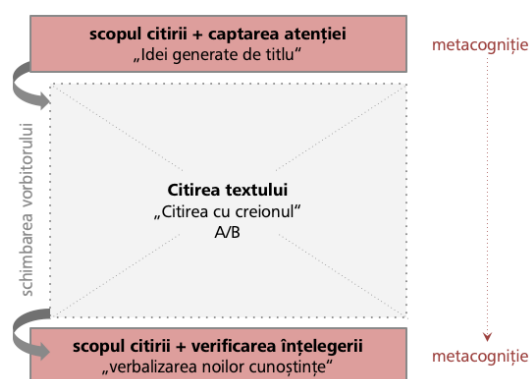 scopul citirii + captarea atenției
„Idei generate de titlu“
metacogniție
schimbarea vorbitorului
Citirea textului
„Citirea cu creionul“
A/B
scopul citirii + verificarea înțelegerii
„verbalizarea noilor cunoștințe“
metacogniție